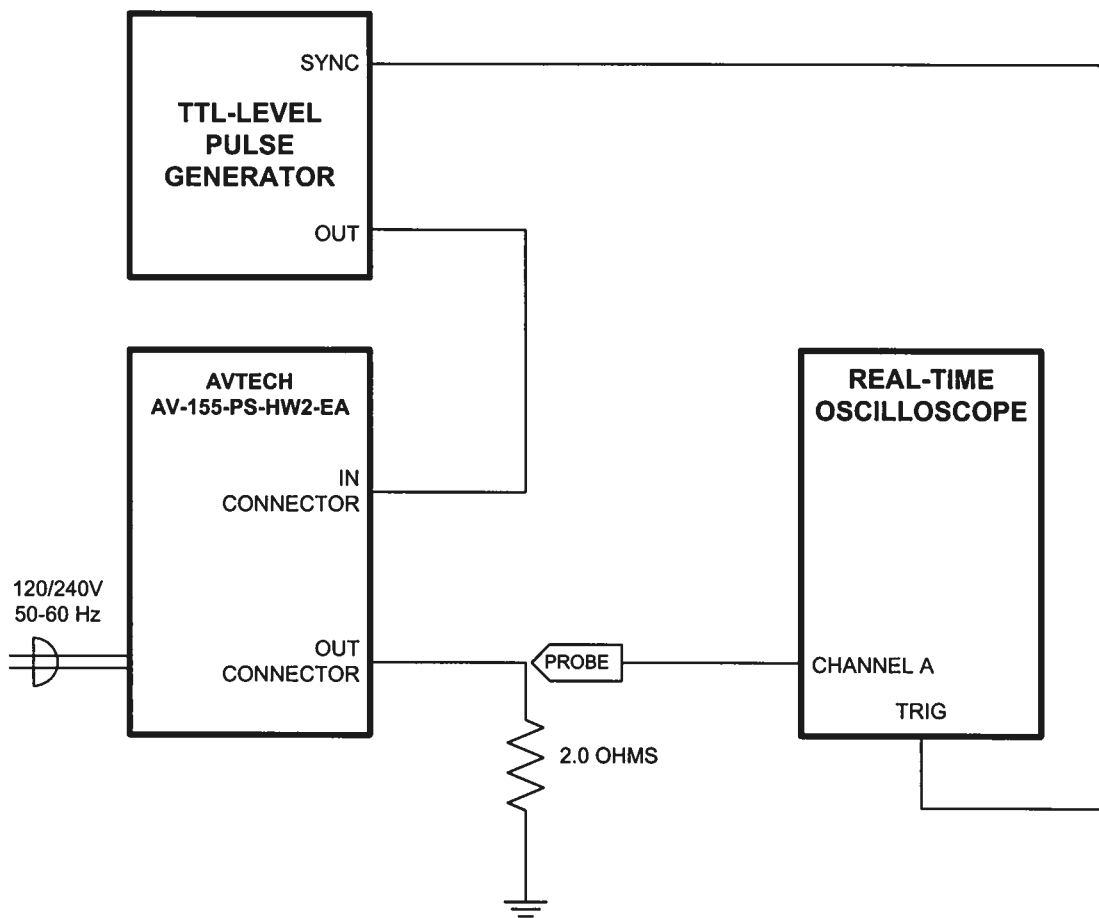 SYNC
TTL-LEVEL
PULSE
GENERATOR
OUT
AVTECH
AV-155-PS-HW2-EA
IN
CONNECTOR
120/240V
50-60 Hz
OUT
CONNECTOR
PROBE
2.0 OHMS
REAL-TIME
OSCILLOSCOPE
CHANNEL A
TRIG